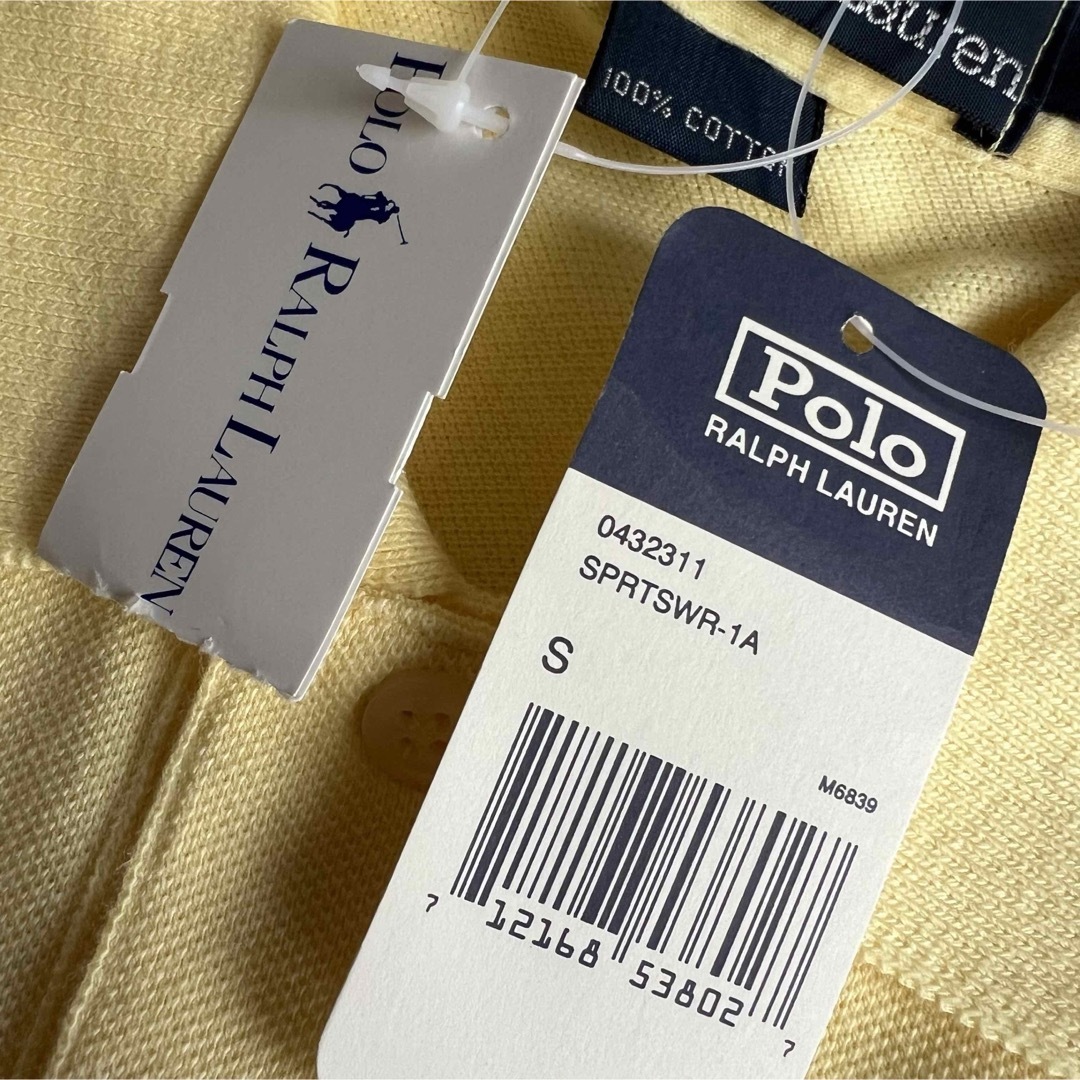 POLO RALPH LAUREN
100% COTTON
Lauren
Polo
RALPH LAUREN
0432311
SPRTSWR-1A
S
M6839
7 12168 53802 7